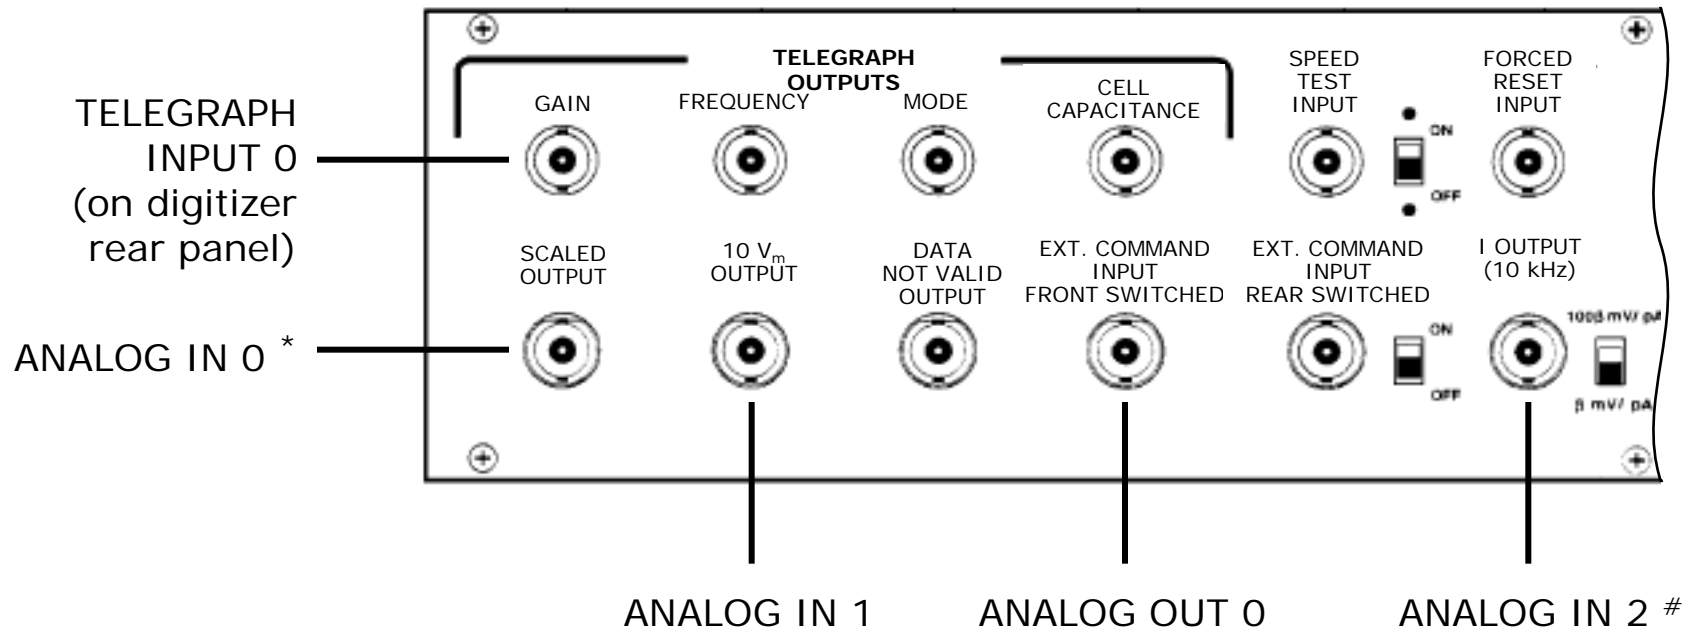 TELEGRAPH
OUTPUTS
GAIN
FREQUENCY
MODE
CELL
CAPACITANCE
SPEED
TEST
INPUT
ON
OFF
FORCED
RESET
INPUT
TELEGRAPH
INPUT 0
(on digitizer
rear panel)
SCALED
OUTPUT
10 Vm
OUTPUT
DATA
NOT VALID
OUTPUT
EXT. COMMAND
INPUT
FRONT SWITCHED
EXT. COMMAND
INPUT
REAR SWITCHED
ON
OFF
I OUTPUT
(10 kHz)
100β mV/ pA
β mV/ pA
ANALOG IN 0 *
ANALOG IN 1
ANALOG OUT 0
ANALOG IN 2 #